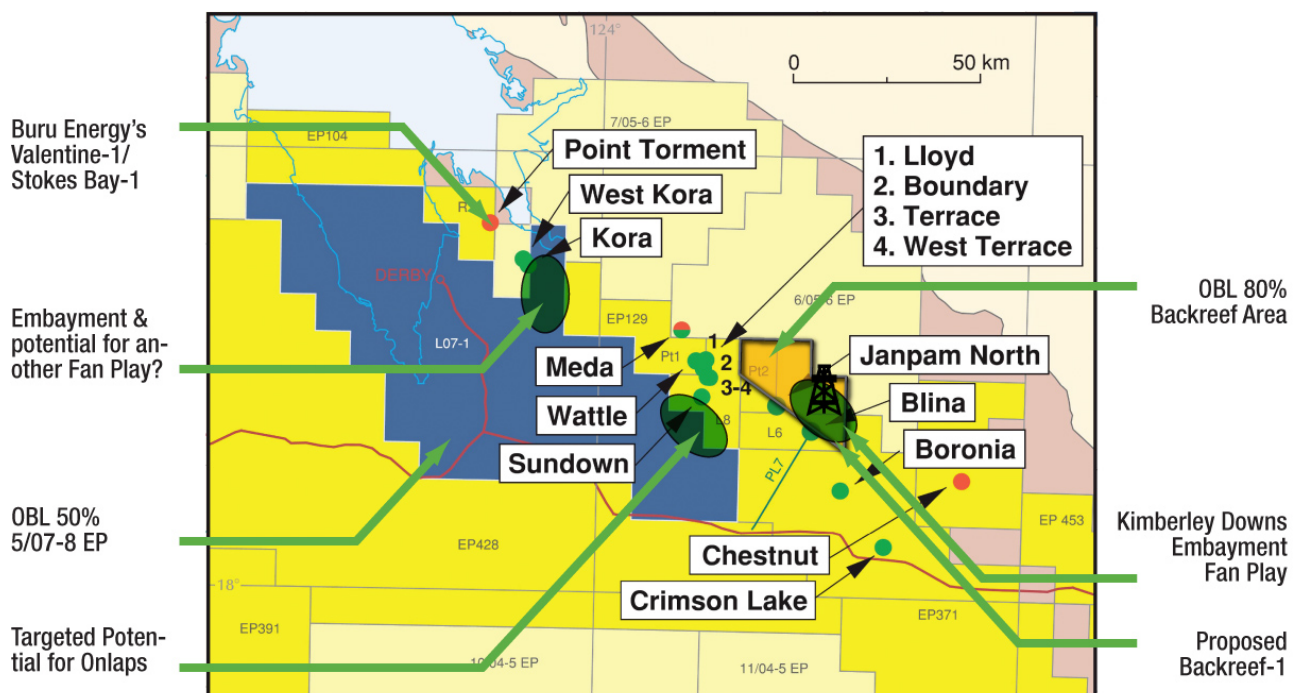 124°
0 50 km
7/05-6 EP
EP104
Buru Energy’s
Valentine-1/
Stokes Bay-1
Point Torment
West Kora
Kora
1. Lloyd
2. Boundary
3. Terrace
4. West Terrace
DERBY
6/05-6 EP
OBL 80%
Backreef Area
Embayment &
potential for an-
other Fan Play?
EP129
L07-1
1
Pt1
2
3-4
Pt2
Janpam North
Meda
Wattle
Blina
L8
L6
Boronia
Sundown
PL7
OBL 50%
5/07-8 EP
EP 453
Kimberley Downs
Embayment
Fan Play
EP428
Chestnut
18°
Crimson Lake
EP371
EP391
Targeted Poten-
tial for Onlaps
10/04-5 EP
11/04-5 EP
Proposed
Backreef-1